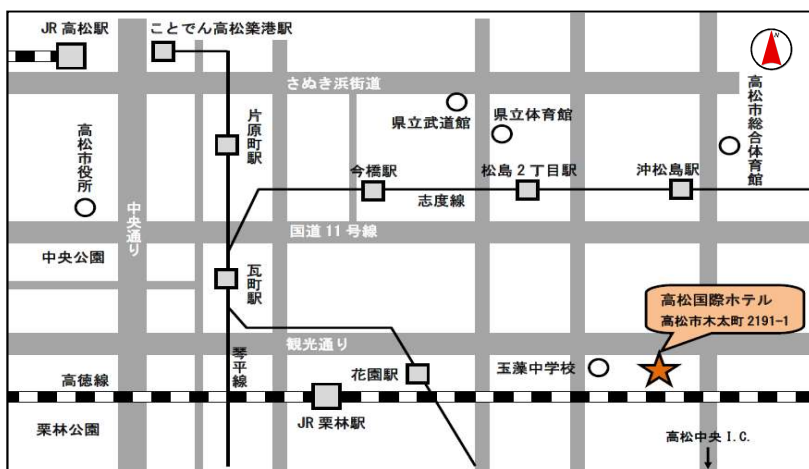 JR 高松駅
ことでん高松築港駅
N
さぬき浜街道
高松市総合体育館
県立武道館
県立体育館
片原町駅
高松市役所
今橋駅
松島 2 丁目駅
沖松島駅
志度線
中央通り
国道 11 号線
中央公園
瓦町駅
高松国際ホテル
高松市木太町 2191-1
観光通り
琴平線
花園駅
玉藻中学校
高徳線
JR 栗林駅
栗林公園
高松中央 I.C.